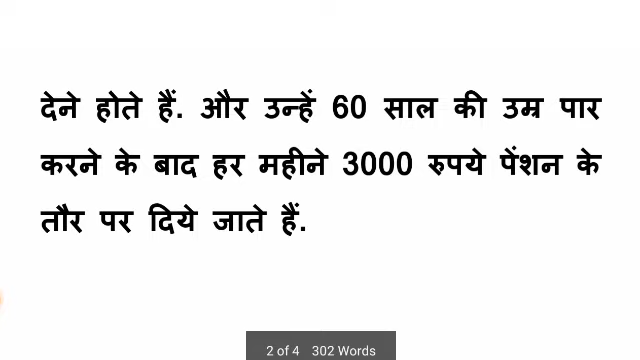 देने होते हैं. और उन्हें 60 साल की उम्र पार
करने के बाद हर महीने 3000 रुपये पेंशन के
तौर पर दिये जाते हैं.
2 of 4 302 Words